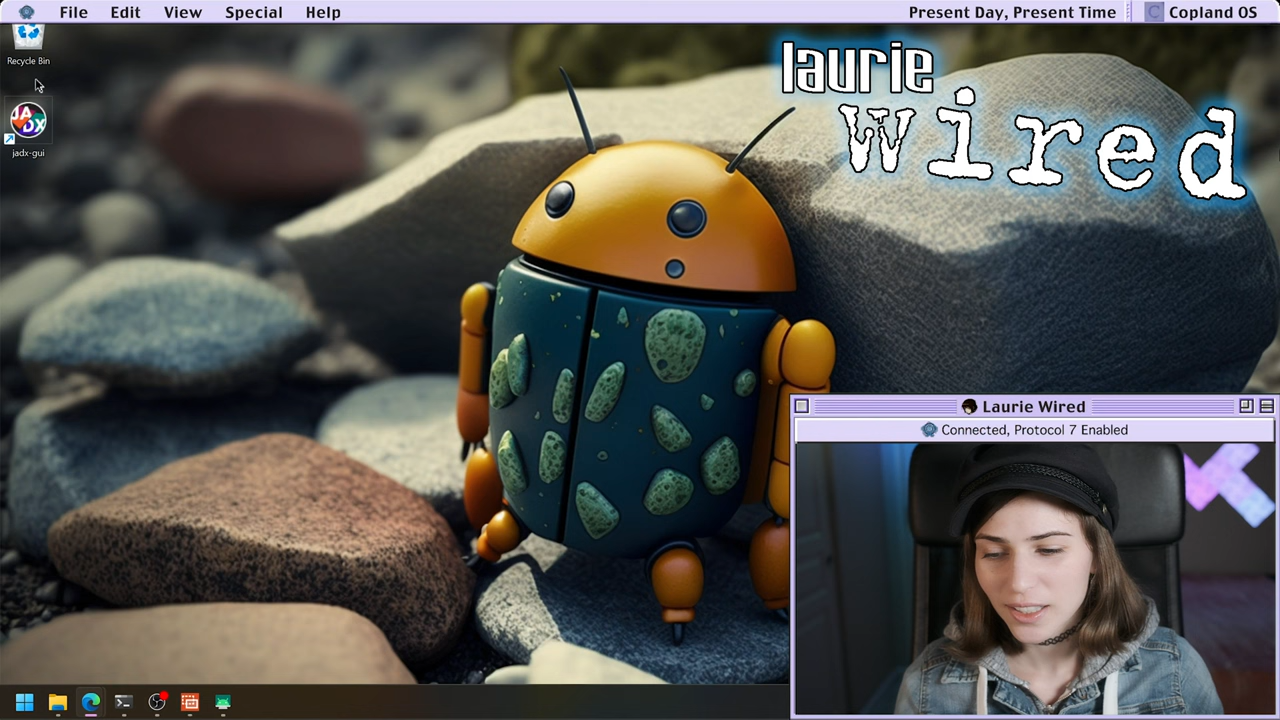 File Edit View Special Help
Present Day, Present Time
Copland OS
Recycle Bin
JADX
jadx-gui
laurie
Wired
Laurie Wired
Connected, Protocol 7 Enabled